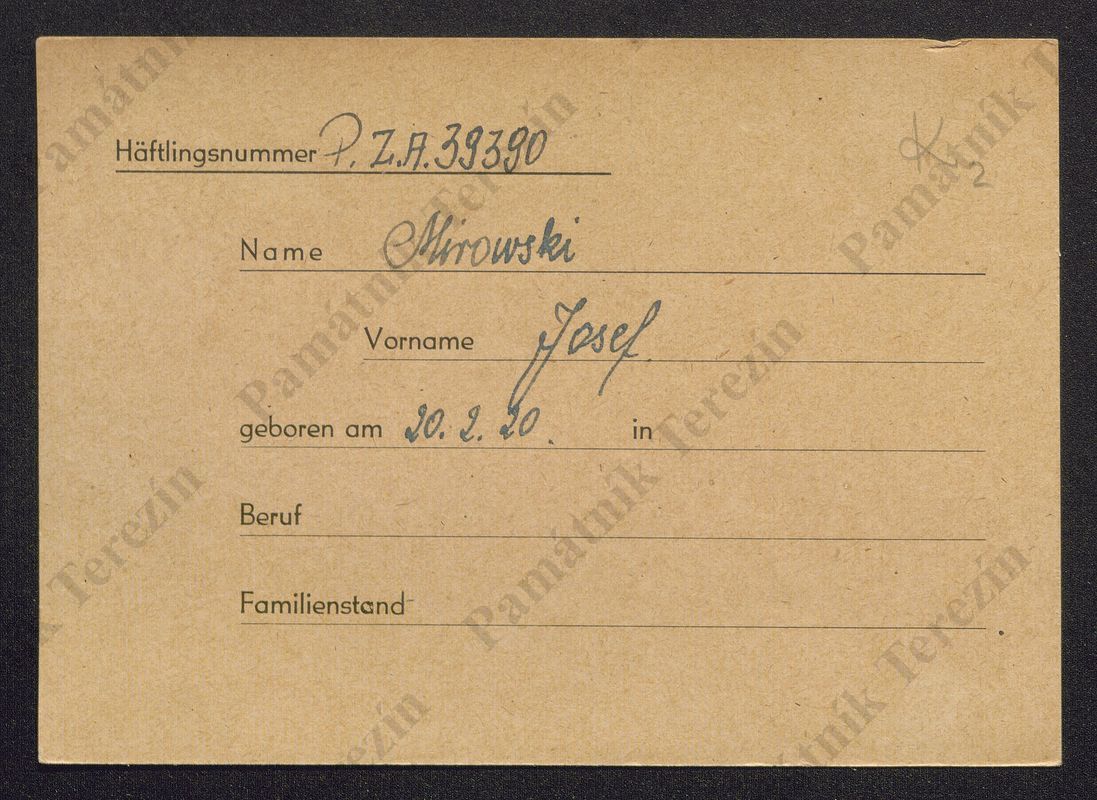 Häftlingsnummer P. Z.A. 39390
K 2
Name Mirowski
Vorname Josef
geboren am 20. 2. 20. in
Beruf
Familienstand
Památník Terezín